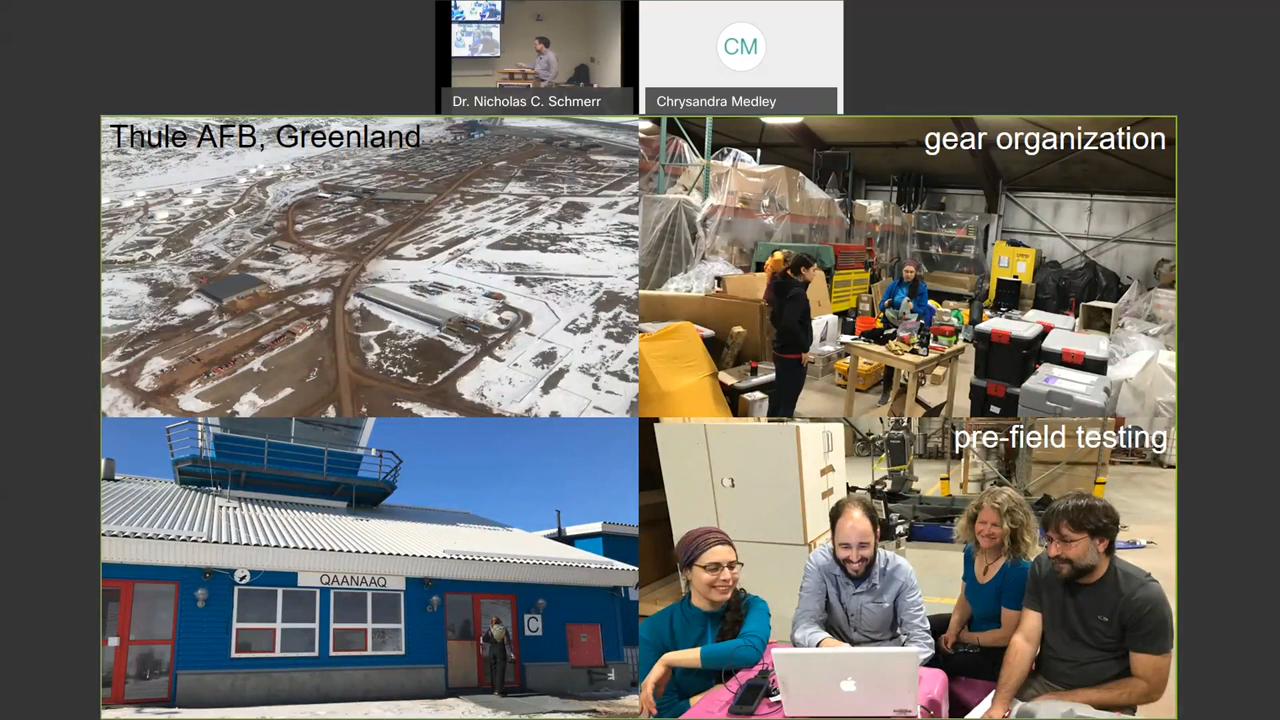 Dr. Nicholas C. Schmerr
CM
Chrysandra Medley
Thule AFB, Greenland
gear organization
pre-field testing
QAANAAQ
C